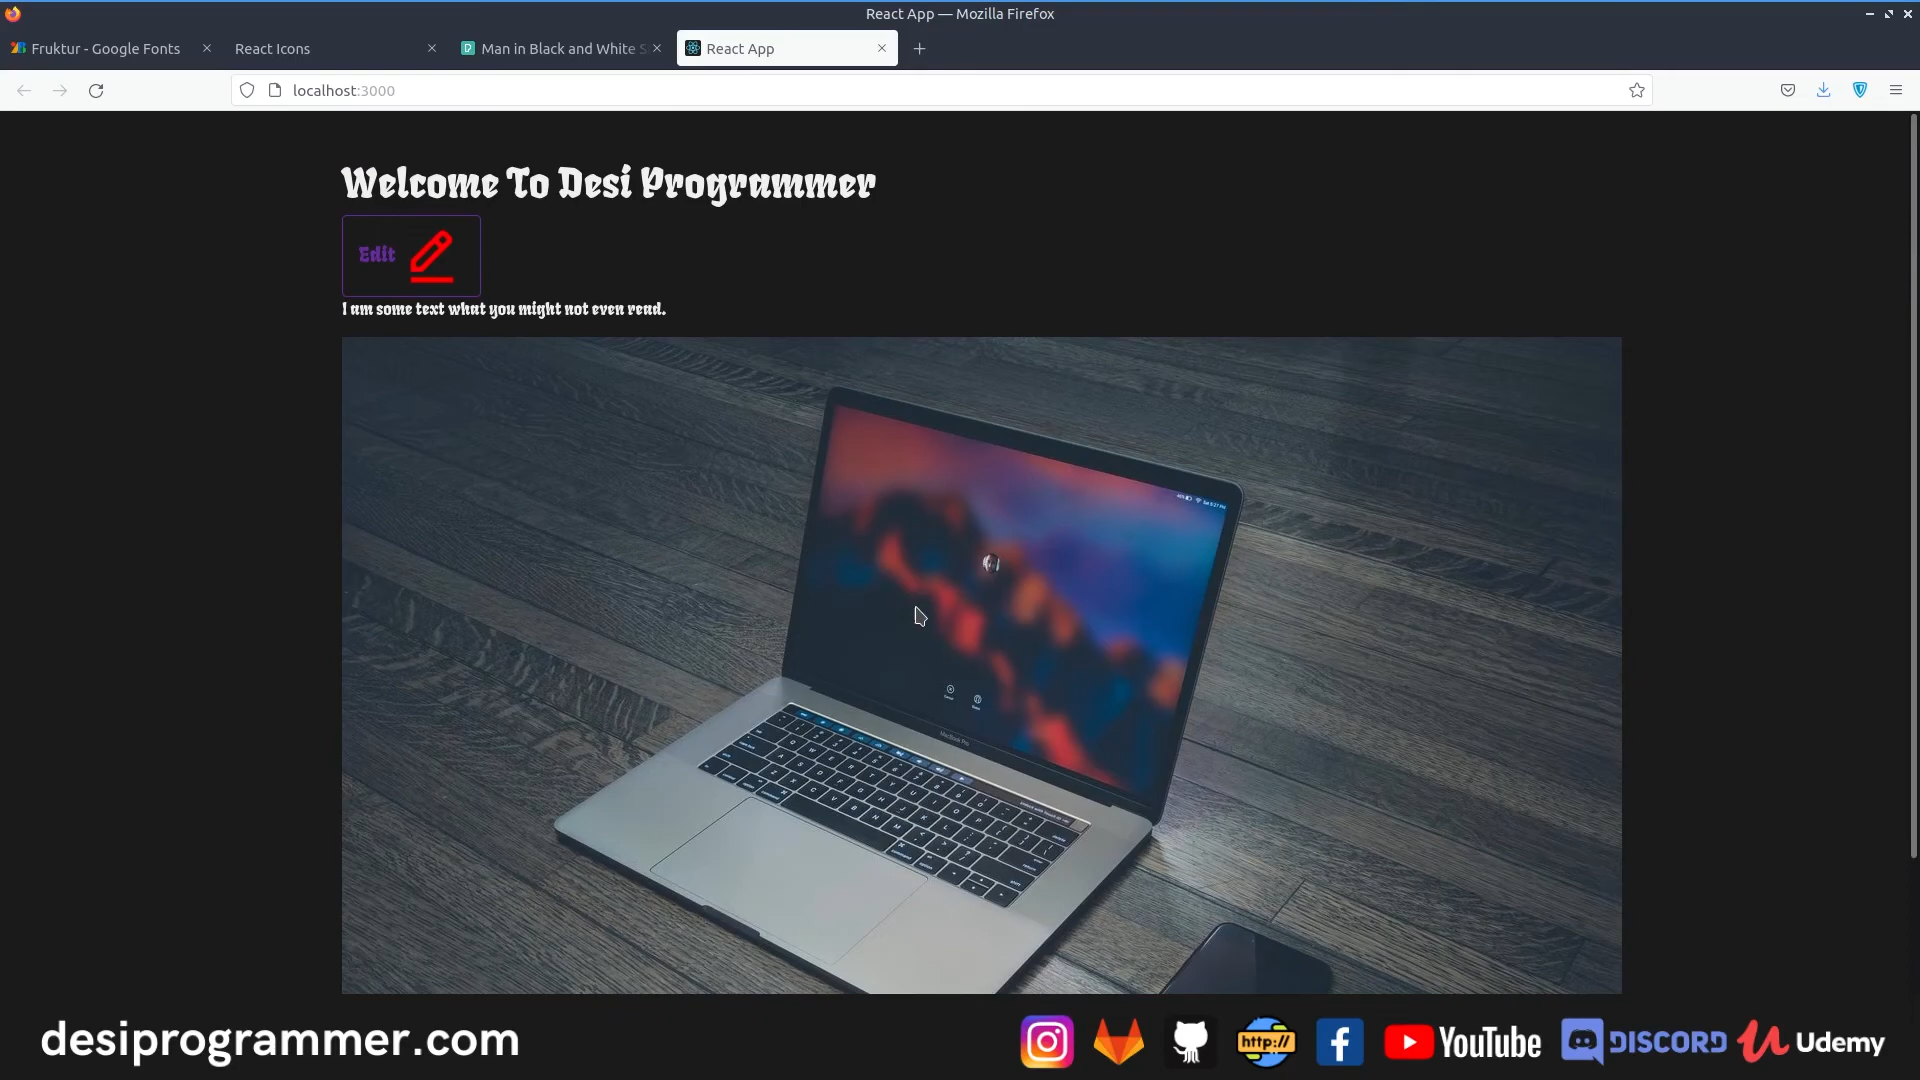 React App — Mozilla Firefox
Fruktur - Google Fonts
React Icons
Man in Black and White S
React App
localhost:3000
Welcome To Desi Programmer
Edit
I am some text what you might not even read.
MacBook Pro
desiprogrammer.com
http://
YouTube
DISCORD
Udemy